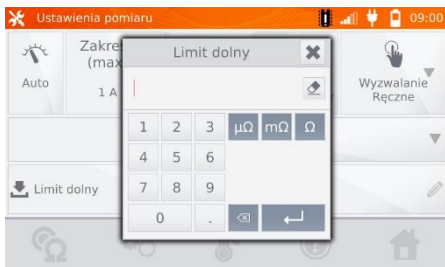 Ustawienia pomiaru 09:00
Limit dolny
Auto
(max
1 A
Wyzwalanie
Ręczne
1 2 3 µΩ mΩ Ω
4 5 6
7 8 9
0 .
Limit dolny